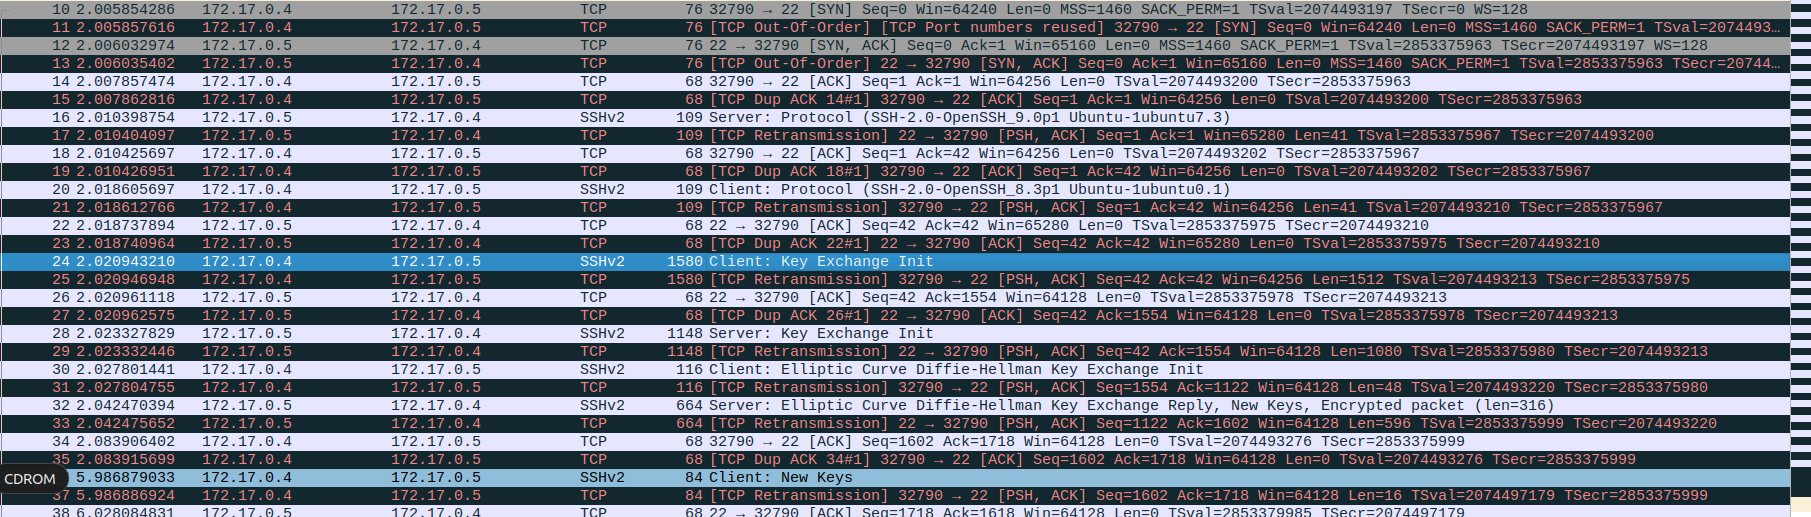 10 2.005854286 172.17.0.4 172.17.0.5 TCP 76 32790 → 22 [SYN] Seq=0 Win=64240 Len=0 MSS=1460 SACK_PERM=1 TSval=2074493197 TSecr=0 WS=128
11 2.005857616 172.17.0.4 172.17.0.5 TCP 76 [TCP Out-Of-Order] [TCP Port numbers reused] 32790 → 22 [SYN] Seq=0 Win=64240 Len=0 MSS=1460 SACK_PERM=1 TSval=2074493…
12 2.006032974 172.17.0.5 172.17.0.4 TCP 76 22 → 32790 [SYN, ACK] Seq=0 Ack=1 Win=65160 Len=0 MSS=1460 SACK_PERM=1 TSval=2853375963 TSecr=2074493197 WS=128
13 2.006035402 172.17.0.5 172.17.0.4 TCP 76 [TCP Out-Of-Order] 22 → 32790 [SYN, ACK] Seq=0 Ack=1 Win=65160 Len=0 MSS=1460 SACK_PERM=1 TSval=2853375963 TSecr=20744…
14 2.007857474 172.17.0.4 172.17.0.5 TCP 68 32790 → 22 [ACK] Seq=1 Ack=1 Win=64256 Len=0 TSval=2074493200 TSecr=2853375963
15 2.007862816 172.17.0.4 172.17.0.5 TCP 68 [TCP Dup ACK 14#1] 32790 → 22 [ACK] Seq=1 Ack=1 Win=64256 Len=0 TSval=2074493200 TSecr=2853375963
16 2.010398754 172.17.0.5 172.17.0.4 SSHv2 109 Server: Protocol (SSH-2.0-OpenSSH_9.0p1 Ubuntu-1ubuntu7.3)
17 2.010404097 172.17.0.5 172.17.0.4 TCP 109 [TCP Retransmission] 22 → 32790 [PSH, ACK] Seq=1 Ack=1 Win=65280 Len=41 TSval=2853375967 TSecr=2074493200
18 2.010425697 172.17.0.4 172.17.0.5 TCP 68 32790 → 22 [ACK] Seq=1 Ack=42 Win=64256 Len=0 TSval=2074493202 TSecr=2853375967
19 2.010426951 172.17.0.4 172.17.0.5 TCP 68 [TCP Dup ACK 18#1] 32790 → 22 [ACK] Seq=1 Ack=42 Win=64256 Len=0 TSval=2074493202 TSecr=2853375967
20 2.018605697 172.17.0.4 172.17.0.5 SSHv2 109 Client: Protocol (SSH-2.0-OpenSSH_8.3p1 Ubuntu-1ubuntu0.1)
21 2.018612766 172.17.0.4 172.17.0.5 TCP 109 [TCP Retransmission] 32790 → 22 [PSH, ACK] Seq=1 Ack=42 Win=64256 Len=41 TSval=2074493210 TSecr=2853375967
22 2.018737894 172.17.0.5 172.17.0.4 TCP 68 22 → 32790 [ACK] Seq=42 Ack=42 Win=65280 Len=0 TSval=2853375975 TSecr=2074493210
23 2.018740964 172.17.0.5 172.17.0.4 TCP 68 [TCP Dup ACK 22#1] 22 → 32790 [ACK] Seq=42 Ack=42 Win=65280 Len=0 TSval=2853375975 TSecr=2074493210
24 2.020943210 172.17.0.4 172.17.0.5 SSHv2 1580 Client: Key Exchange Init
25 2.020946948 172.17.0.4 172.17.0.5 TCP 1580 [TCP Retransmission] 32790 → 22 [PSH, ACK] Seq=42 Ack=42 Win=64256 Len=1512 TSval=2074493213 TSecr=2853375975
26 2.020961118 172.17.0.5 172.17.0.4 TCP 68 22 → 32790 [ACK] Seq=42 Ack=1554 Win=64128 Len=0 TSval=2853375978 TSecr=2074493213
27 2.020962575 172.17.0.5 172.17.0.4 TCP 68 [TCP Dup ACK 26#1] 22 → 32790 [ACK] Seq=42 Ack=1554 Win=64128 Len=0 TSval=2853375978 TSecr=2074493213
28 2.023327829 172.17.0.5 172.17.0.4 SSHv2 1148 Server: Key Exchange Init
29 2.023332446 172.17.0.5 172.17.0.4 TCP 1148 [TCP Retransmission] 22 → 32790 [PSH, ACK] Seq=42 Ack=1554 Win=64128 Len=1080 TSval=2853375980 TSecr=2074493213
30 2.027801441 172.17.0.4 172.17.0.5 SSHv2 116 Client: Elliptic Curve Diffie-Hellman Key Exchange Init
31 2.027804755 172.17.0.4 172.17.0.5 TCP 116 [TCP Retransmission] 32790 → 22 [PSH, ACK] Seq=1554 Ack=1122 Win=64128 Len=48 TSval=2074493220 TSecr=2853375980
32 2.042470394 172.17.0.5 172.17.0.4 SSHv2 664 Server: Elliptic Curve Diffie-Hellman Key Exchange Reply, New Keys, Encrypted packet (len=316)
33 2.042475652 172.17.0.5 172.17.0.4 TCP 664 [TCP Retransmission] 22 → 32790 [PSH, ACK] Seq=1122 Ack=1602 Win=64128 Len=596 TSval=2853375999 TSecr=2074493220
34 2.083906402 172.17.0.4 172.17.0.5 TCP 68 32790 → 22 [ACK] Seq=1602 Ack=1718 Win=64128 Len=0 TSval=2074493276 TSecr=2853375999
35 2.083915699 172.17.0.4 172.17.0.5 TCP 68 [TCP Dup ACK 34#1] 32790 → 22 [ACK] Seq=1602 Ack=1718 Win=64128 Len=0 TSval=2074493276 TSecr=2853375999
CDROM 5.986879033 172.17.0.4 172.17.0.5 SSHv2 84 Client: New Keys
37 5.986886924 172.17.0.4 172.17.0.5 TCP 84 [TCP Retransmission] 32790 → 22 [PSH, ACK] Seq=1602 Ack=1718 Win=64128 Len=16 TSval=2074497179 TSecr=2853375999
38 6.028084831 172.17.0.5 172.17.0.4 TCP 68 22 → 32790 [ACK] Seq=1718 Ack=1618 Win=64128 Len=0 TSval=2853379985 TSecr=2074497179